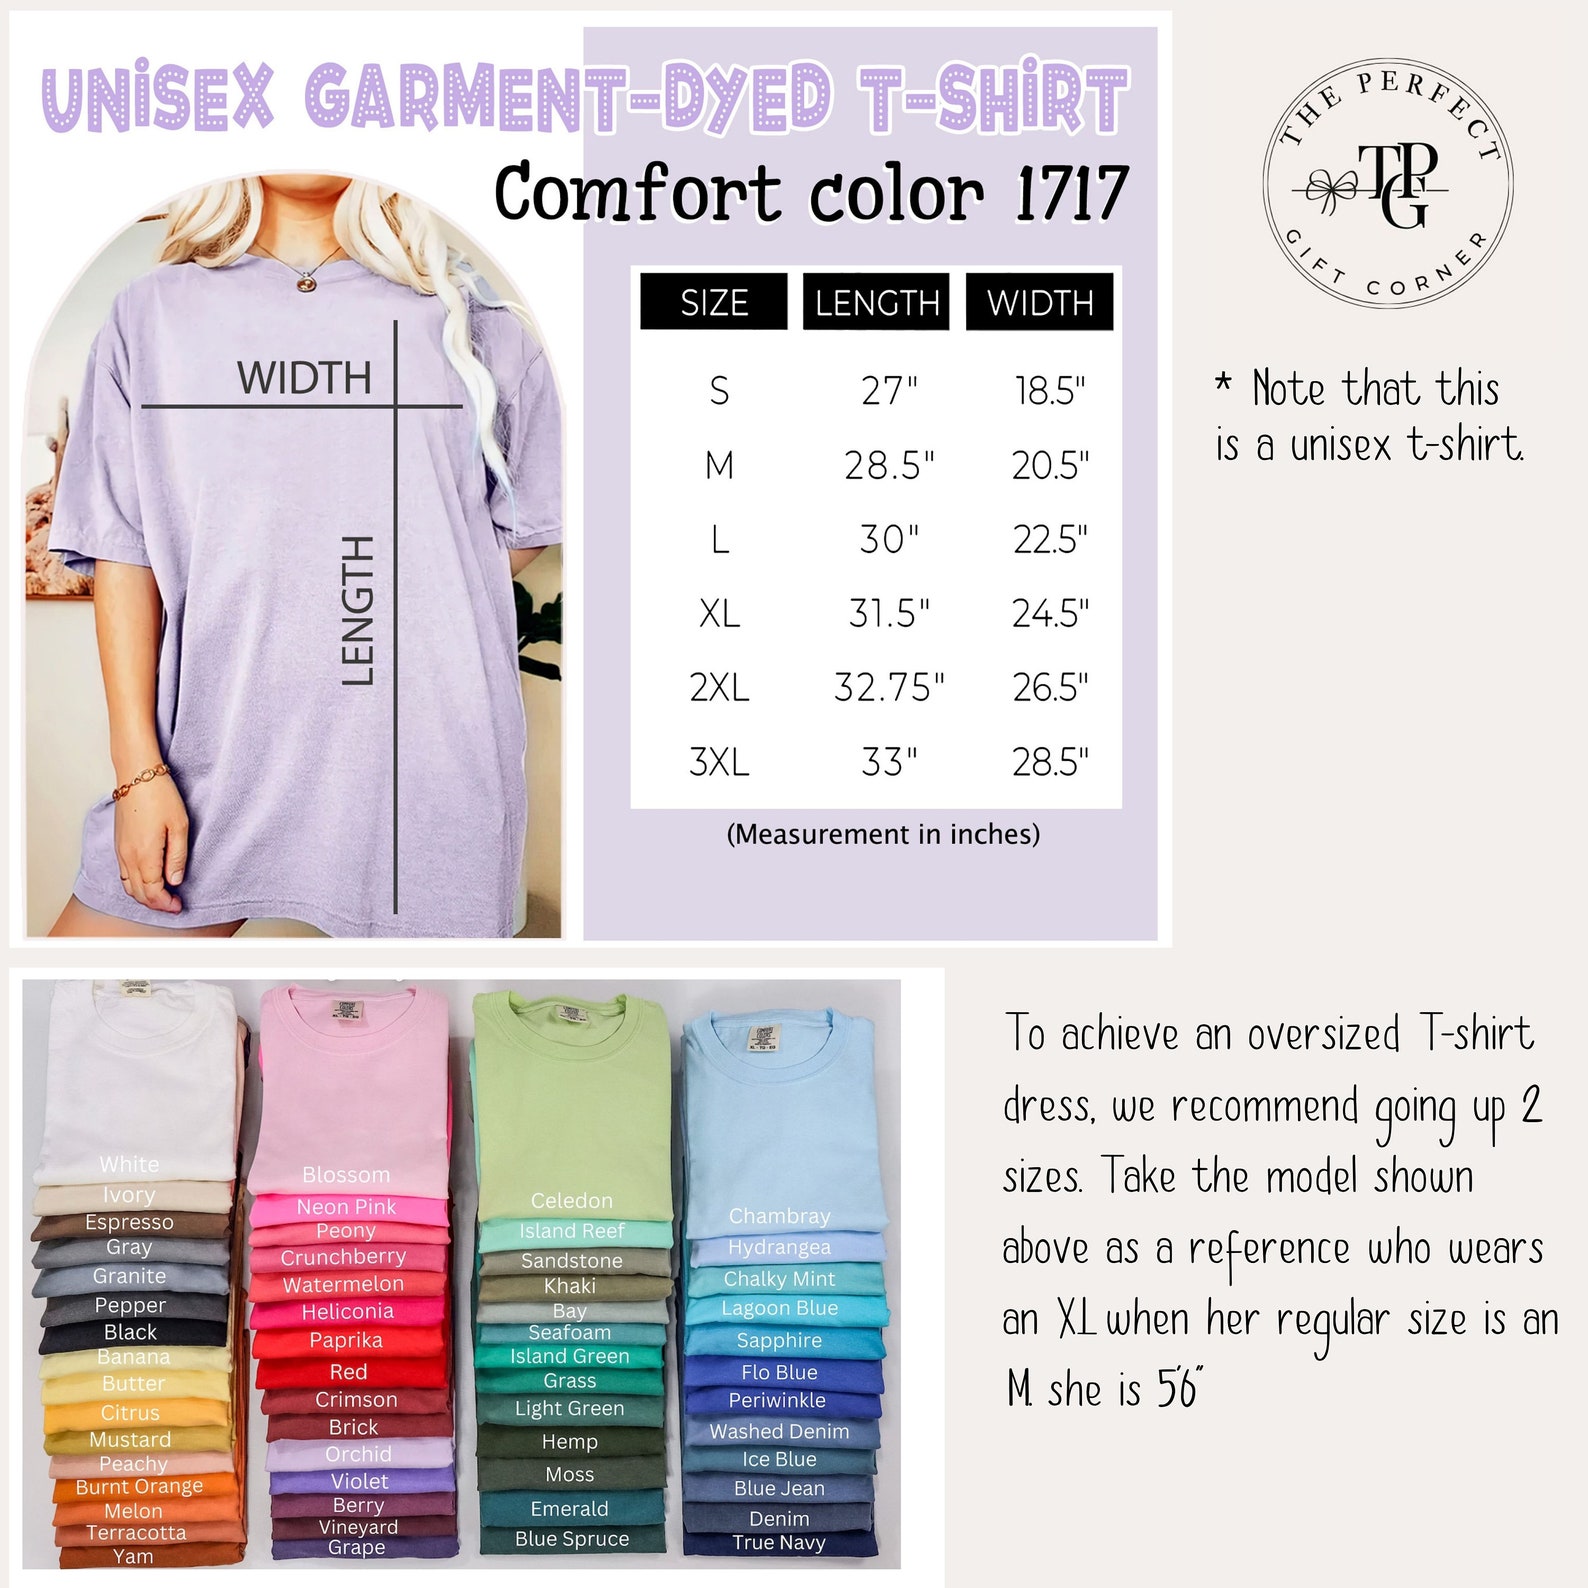 UNiSEX GARMENT-DYED T-SHiRT
Comfort color 1717
WIDTH
LENGTH
SIZE LENGTH WIDTH
S 27" 18.5"
M 28.5" 20.5"
L 30" 22.5"
XL 31.5" 24.5"
2XL 32.75" 26.5"
3XL 33" 28.5"
(Measurement in inches)
THE PERFECT
TPG
GIFT CORNER
* Note that this
is a unisex t-shirt.
White
Ivory
Espresso
Gray
Granite
Pepper
Black
Banana
Butter
Citrus
Mustard
Peachy
Burnt Orange
Melon
Terracotta
Yam
Blossom
Neon Pink
Peony
Crunchberry
Watermelon
Heliconia
Paprika
Red
Crimson
Brick
Orchid
Violet
Berry
Vineyard
Grape
Celedon
Island Reef
Sandstone
Khaki
Bay
Seafoam
Island Green
Grass
Light Green
Hemp
Moss
Emerald
Blue Spruce
Chambray
Hydrangea
Chalky Mint
Lagoon Blue
Sapphire
Flo Blue
Periwinkle
Washed Denim
Ice Blue
Blue Jean
Denim
True Navy
To achieve an oversized T-shirt
dress, we recommend going up 2
sizes. Take the model shown
above as a reference who wears
an XL when her regular size is an
M. she is 5'6"